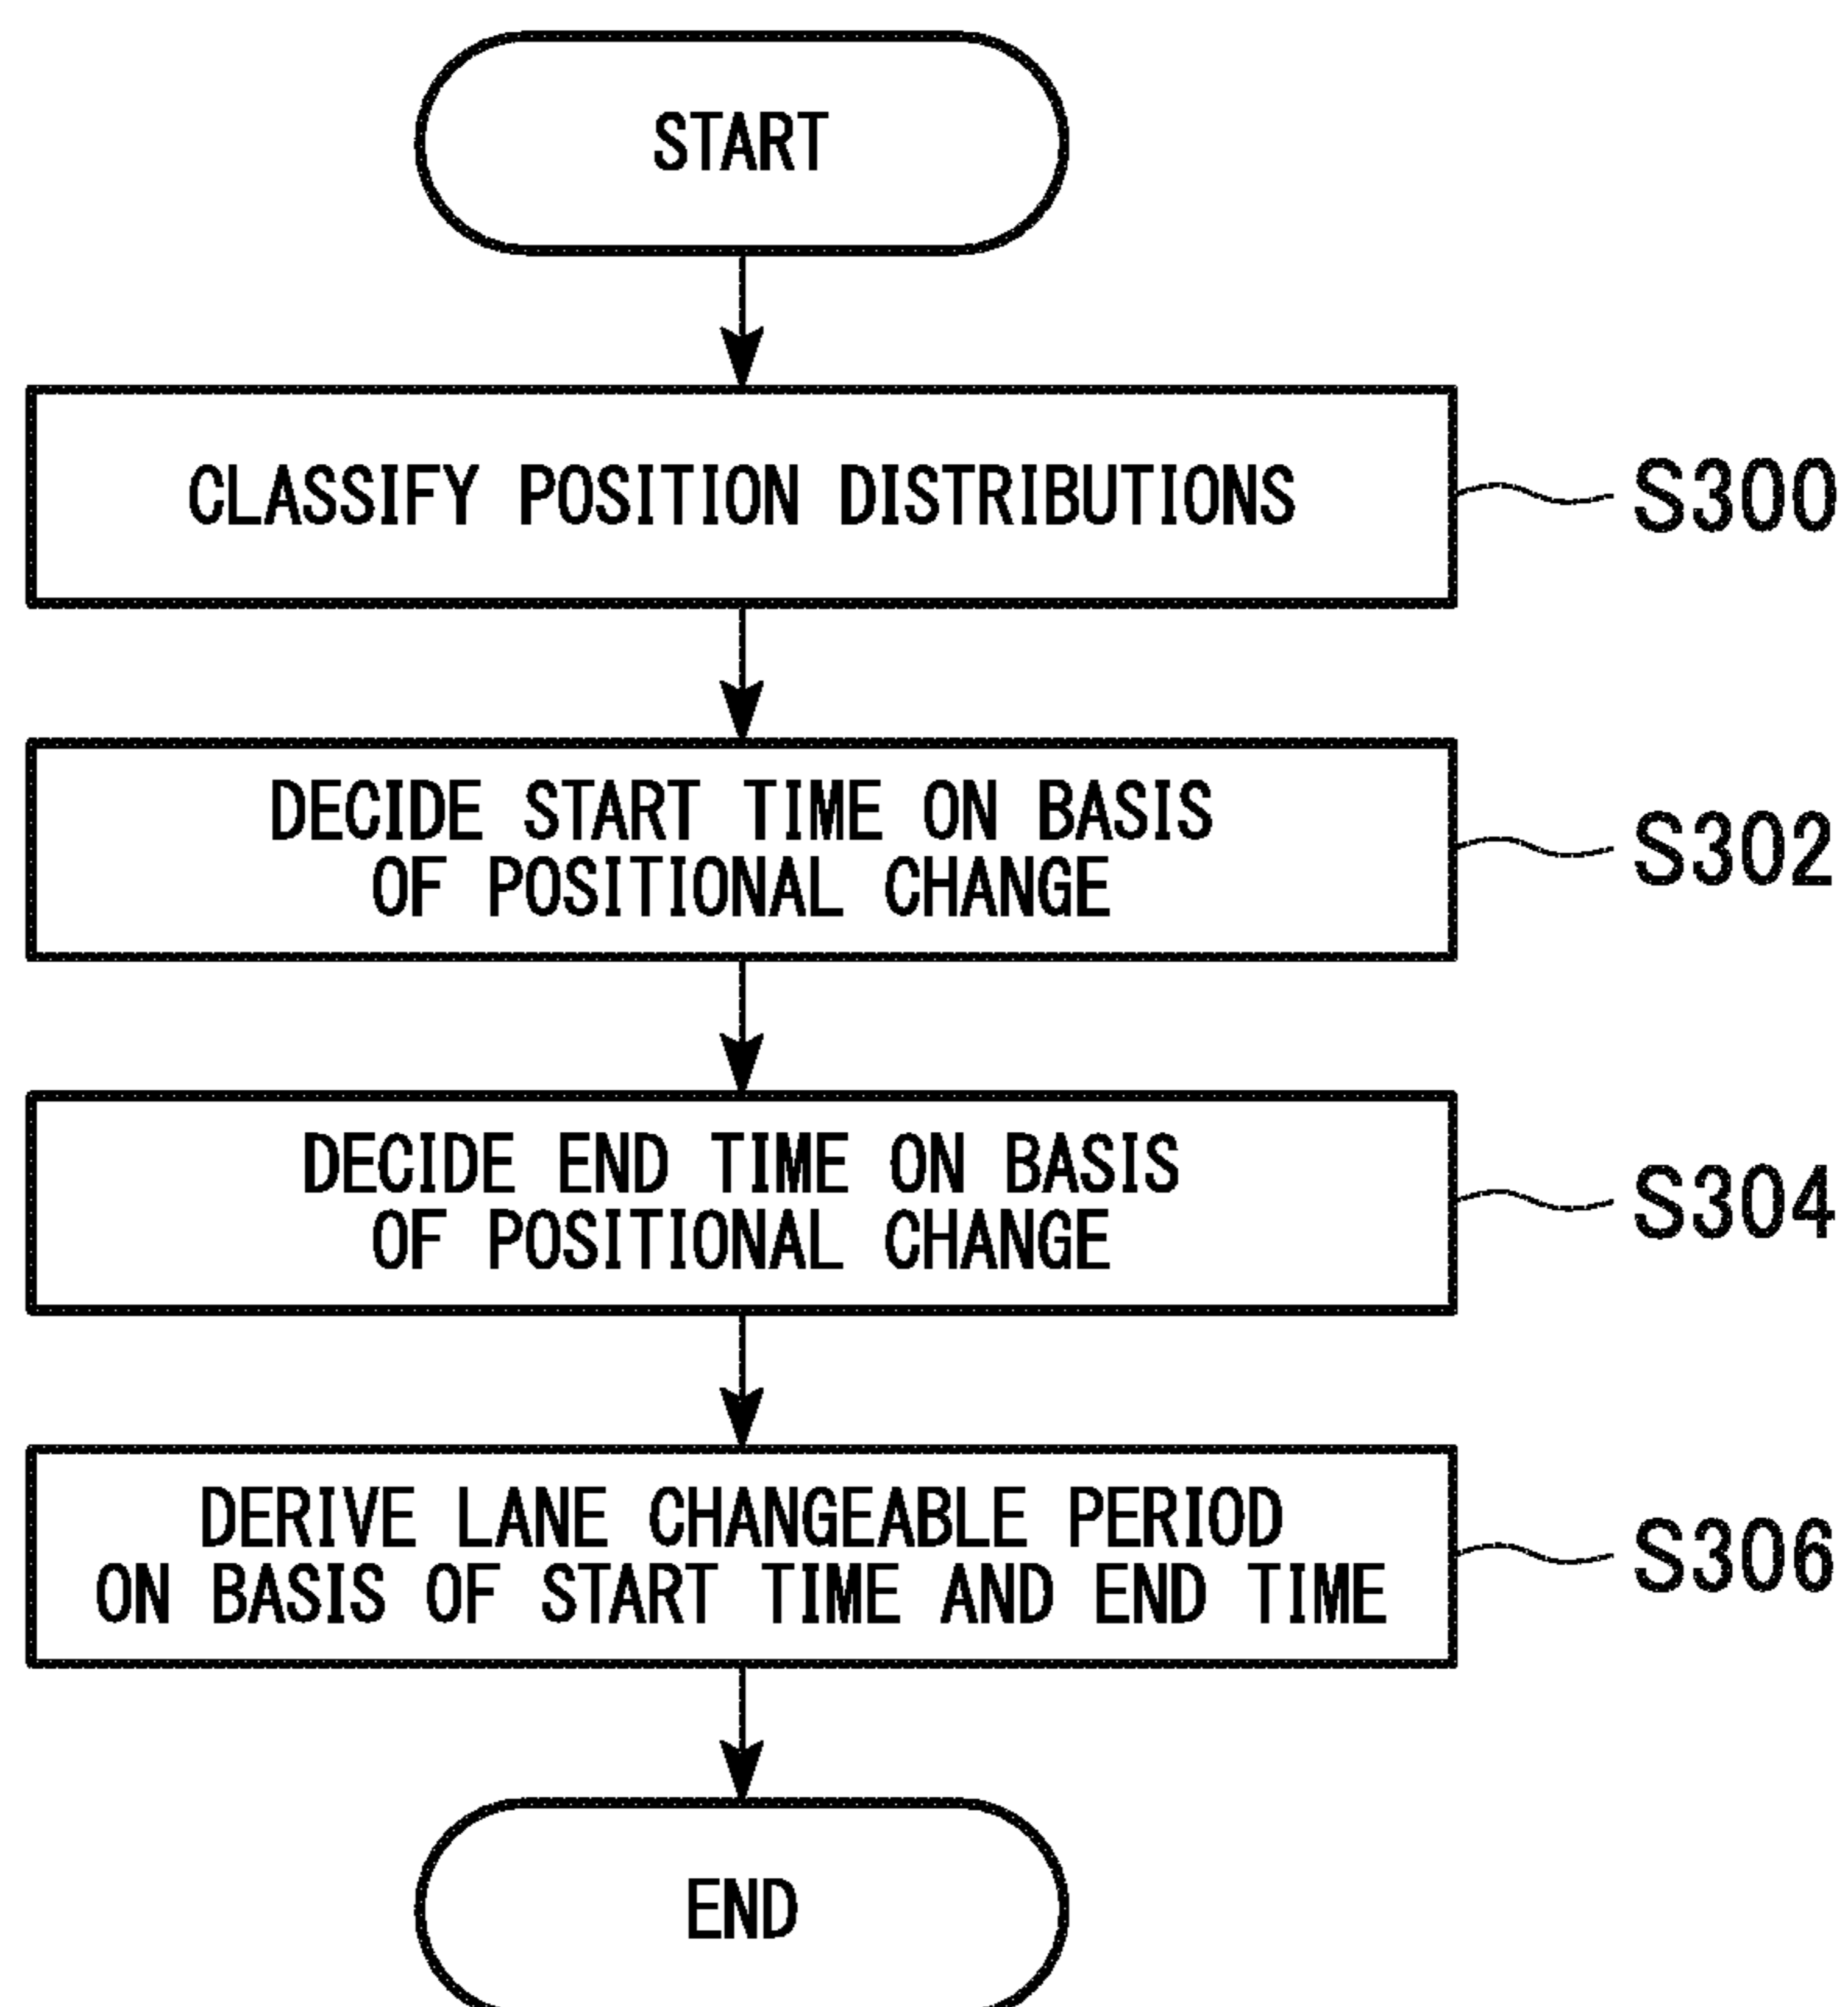 START
CLASSIFY POSITION DISTRIBUTIONS
S300
DECIDE START TIME ON BASIS
OF POSITIONAL CHANGE
S302
DECIDE END TIME ON BASIS
OF POSITIONAL CHANGE
S304
DERIVE LANE CHANGEABLE PERIOD
ON BASIS OF START TIME AND END TIME
S306
END